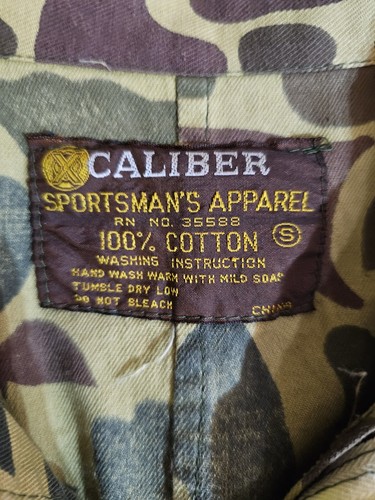 X CALIBER
SPORTSMAN'S APPAREL
RN NO. 35588
100% COTTON S
WASHING INSTRUCTION
HAND WASH WARM WITH MILD SOAP
TUMBLE DRY LOW
DO NOT BLEACH
CHINA